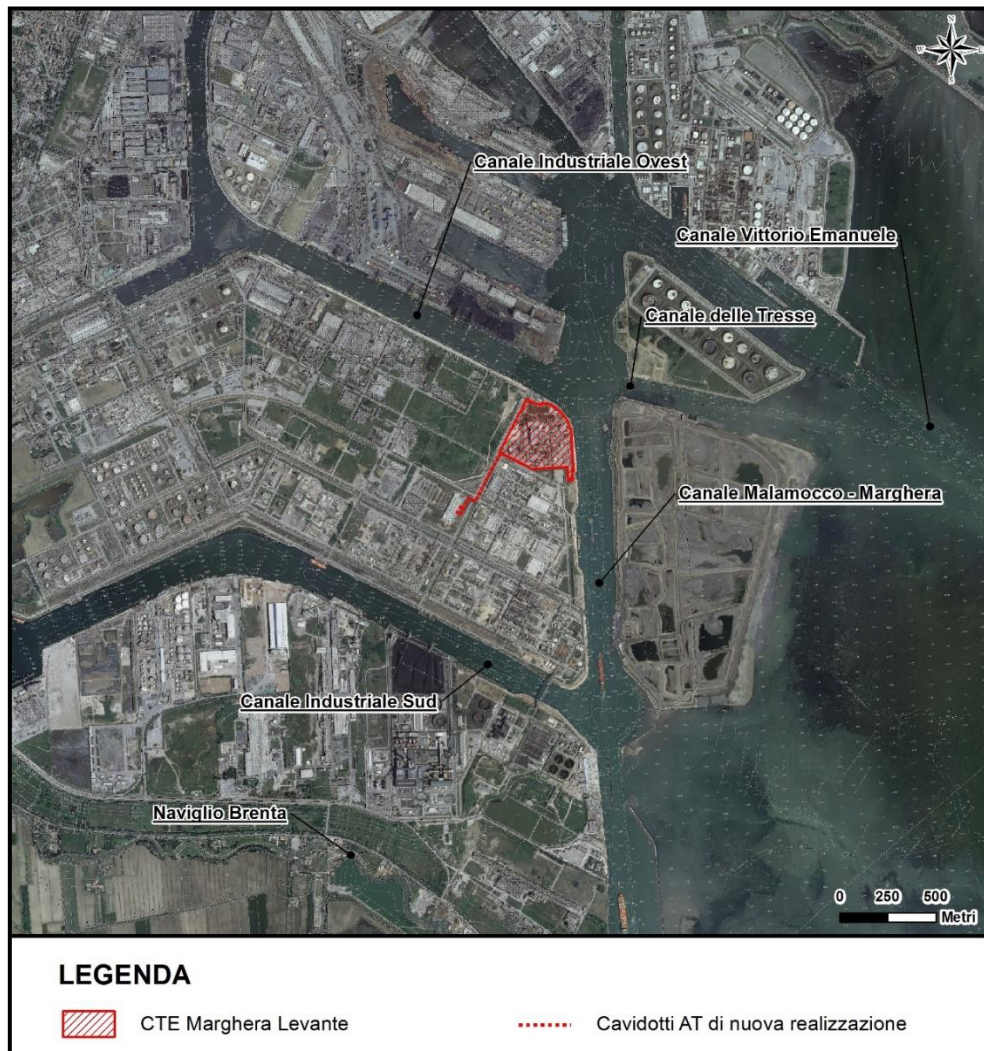 N
W
E
S
Canale Industriale Ovest
Canale Vittorio Emanuele
Canale delle Tresse
Canale Malamocco - Marghera
Canale Industriale Sud
Naviglio Brenta
0 250 500
Metri
LEGENDA
CTE Marghera Levante
Cavidotti AT di nuova realizzazione